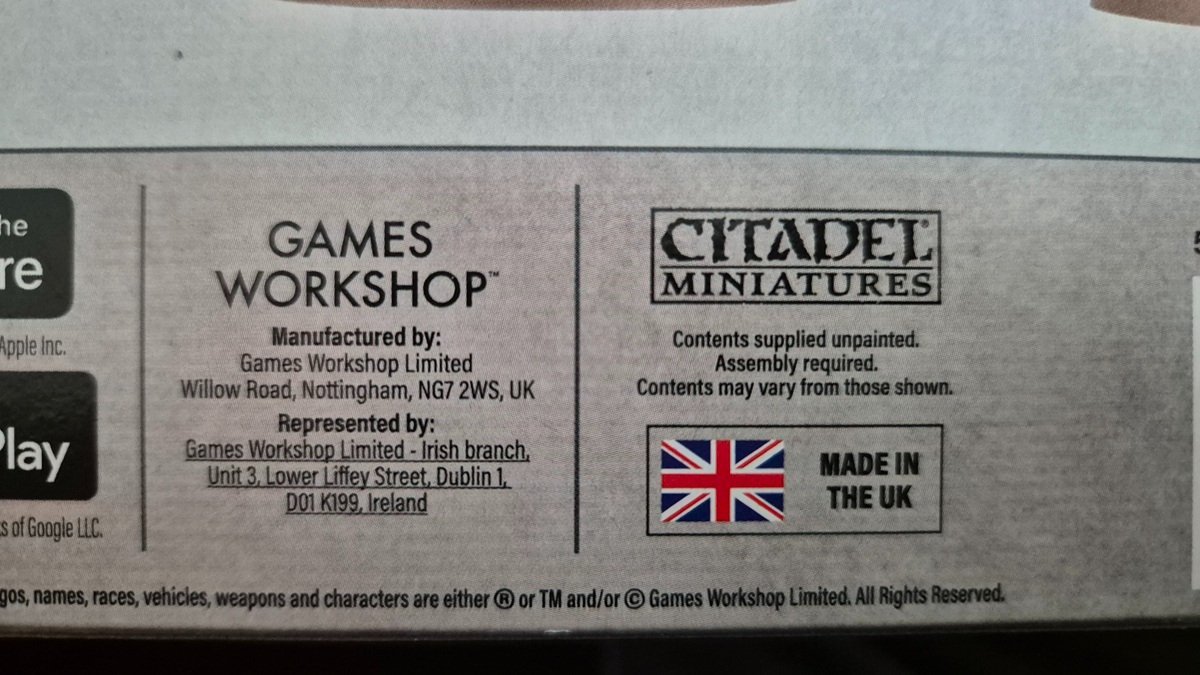 he
re
Apple Inc.
Play
s of Google LLC.
GAMES
WORKSHOP™
Manufactured by:
Games Workshop Limited
Willow Road, Nottingham, NG7 2WS, UK
Represented by:
Games Workshop Limited - Irish branch,
Unit 3, Lower Liffey Street, Dublin 1,
D01 K199, Ireland
CITADEL®
MINIATURES
Contents supplied unpainted.
Assembly required.
Contents may vary from those shown.
MADE IN
THE UK
gos, names, races, vehicles, weapons and characters are either ® or TM and/or © Games Workshop Limited. All Rights Reserved.